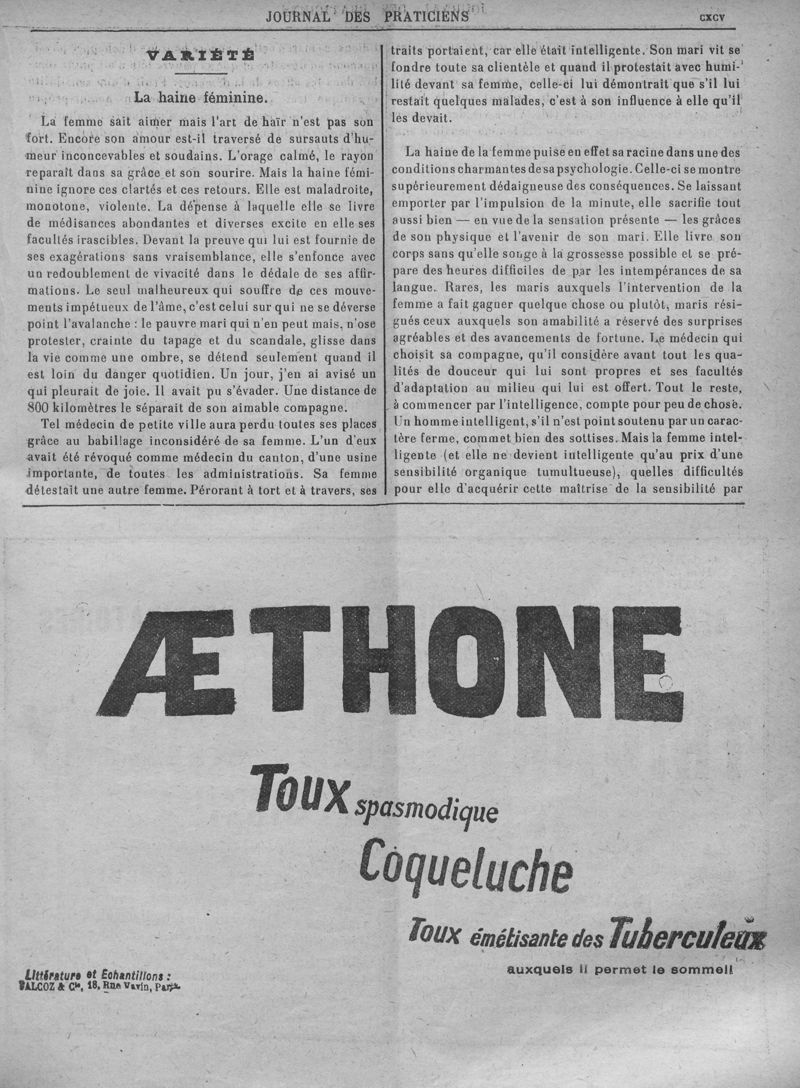 JOURNAL DES PRATICIENS
CXCV
VARIÉTÉ
La haine féminine.
La femme sait aimer mais l'art de haïr n'est pas son
fort. Encore son amour est-il traversé de sursauts d'hu-
meur inconcevables et soudains. L'orage calmé, le rayon
reparaît dans sa grâce et son sourire. Mais la haine fémi-
nine ignore ces clartés et ces retours. Elle est maladroite,
monotone, violente. La dépense à laquelle elle se livre
de médisances abondantes et diverses excite en elle ses
facultés irascibles. Devant la preuve qui lui est fournie de
ses exagérations sans vraisemblance, elle s'enfonce avec
un redoublement de vivacité dans le dédale de ses affir-
mations. Le seul malheureux qui souffre de ces mouve-
ments impétueux de l'âme, c'est celui sur qui ne se déverse
point l'avalanche : le pauvre mari qui n'en peut mais, n'ose
protester, crainte du tapage et du scandale, glisse dans
la vie comme une ombre, se détend seulement quand il
est loin du danger quotidien. Un jour, j'en ai avisé un
qui pleurait de joie. Il avait pu s'évader. Une distance de
800 kilomètres le séparait de son aimable compagne.
Tel médecin de petite ville aura perdu toutes ses places
grâce au babillage inconsidéré de sa femme. L'un d'eux
avait été révoqué comme médecin du canton, d'une usine
importante, de toutes les administrations. Sa femme
détestait une autre femme. Pérorant à tort et à travers, ses
traits portaient, car elle était intelligente. Son mari vit se
fondre toute sa clientèle et quand il protestait avec humi-
lité devant sa femme, celle-ci lui démontrait que s'il lui
restait quelques malades, c'est à son influence à elle qu'il
les devait.
La haine de la femme puise en effet sa racine dans une des
conditions charmantes de sa psychologie. Celle-ci se montre
supérieurement dédaigneuse des conséquences. Se laissant
emporter par l'impulsion de la minute, elle sacrifie tout
aussi bien — en vue de la sensation présente — les grâces
de son physique et l'avenir de son mari. Elle livre son
corps sans qu'elle songe à la grossesse possible et se pré-
pare des heures difficiles de par les intempérances de sa
langue. Rares, les maris auxquels l'intervention de la
femme a fait gagner quelque chose ou plutôt, maris rési-
gnés ceux auxquels son amabilité a réservé des surprises
agréables et des avancements de fortune. Le médecin qui
choisit sa compagne, qu'il considère avant tout les qua-
lités de douceur qui lui sont propres et ses facultés
d'adaptation au milieu qui lui est offert. Tout le reste,
à commencer par l'intelligence, compte pour peu de chose.
Un homme intelligent, s'il n'est point soutenu par un carac-
tère ferme, commet bien des sottises. Mais la femme intel-
ligente (et elle ne devient intelligente qu'au prix d'une
sensibilité organique tumultueuse), quelles difficultés
pour elle d'acquérir cette maîtrise de la sensibilité par
ÆTHONE
Toux spasmodique
Coqueluche
Toux émétisante des Tuberculeux
auxquels il permet le sommeil
Littérature et Echantillons :
FALCOZ & Cie, 18, Rue Vavin, Paris.